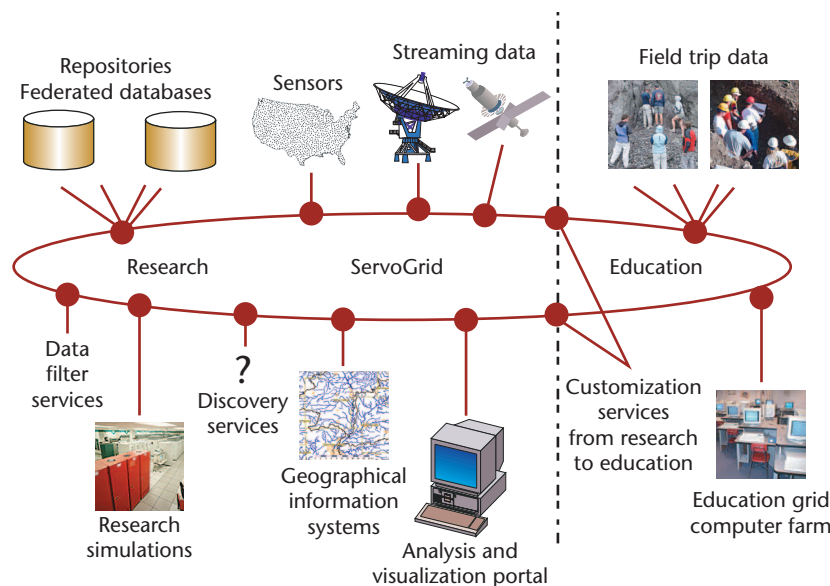 Repositories
Federated databases
Sensors
Streaming data
Field trip data
Research
ServoGrid
Education
Data
filter
services
Research
simulations
?
Discovery
services
Geographical
information
systems
Analysis and
visualization portal
Customization
services
from research
to education
Education grid
computer farm